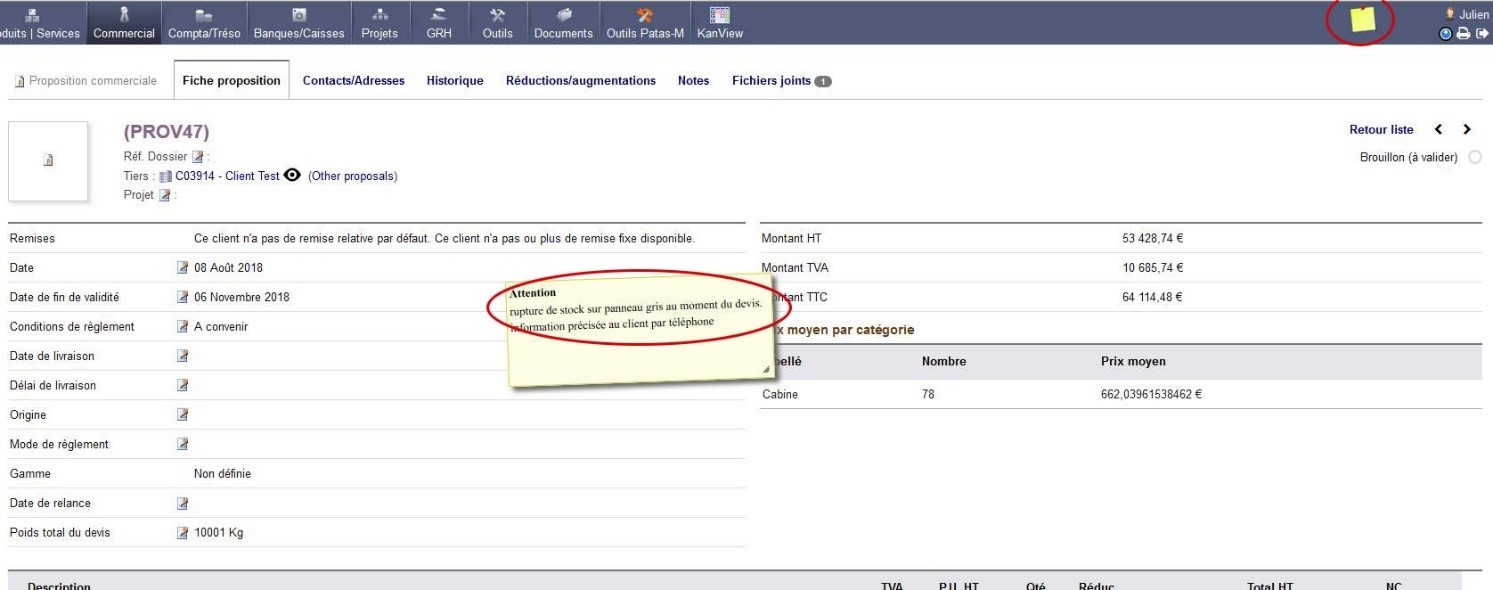 Services Commercial Compta/Tréso Banques/Caisses Projets GRH Outils Documents Outils Patas-M KanView Julien
Proposition commerciale Fiche proposition Contacts/Adresses Historique Réductions/augmentations Notes Fichiers joints 1
(PROV47) Retour liste
Réf. Dossier : Brouillon (à valider)
Tiers : C03914 - Client Test (Other proposals)
Projet :
Remises Ce client n'a pas de remise relative par défaut. Ce client n'a pas ou plus de remise fixe disponible. Montant HT 53 428,74 €
Date 08 Août 2018 Montant TVA 10 685,74 €
Date de fin de validité 06 Novembre 2018 TTC 64 114,48 €
Attention
rupture de stock sur panneau gris au moment du devis.
information précisée au client par téléphone
Conditions de règlement A convenir moyen par catégorie
Date de livraison Nombre Prix moyen
Délai de livraison Cabine 78 662,03961538462 €
Origine
Mode de règlement
Gamme Non définie
Date de relance
Poids total du devis 10001 Kg
Description TVA P.U. HT Qté Réduc. Total HT NC